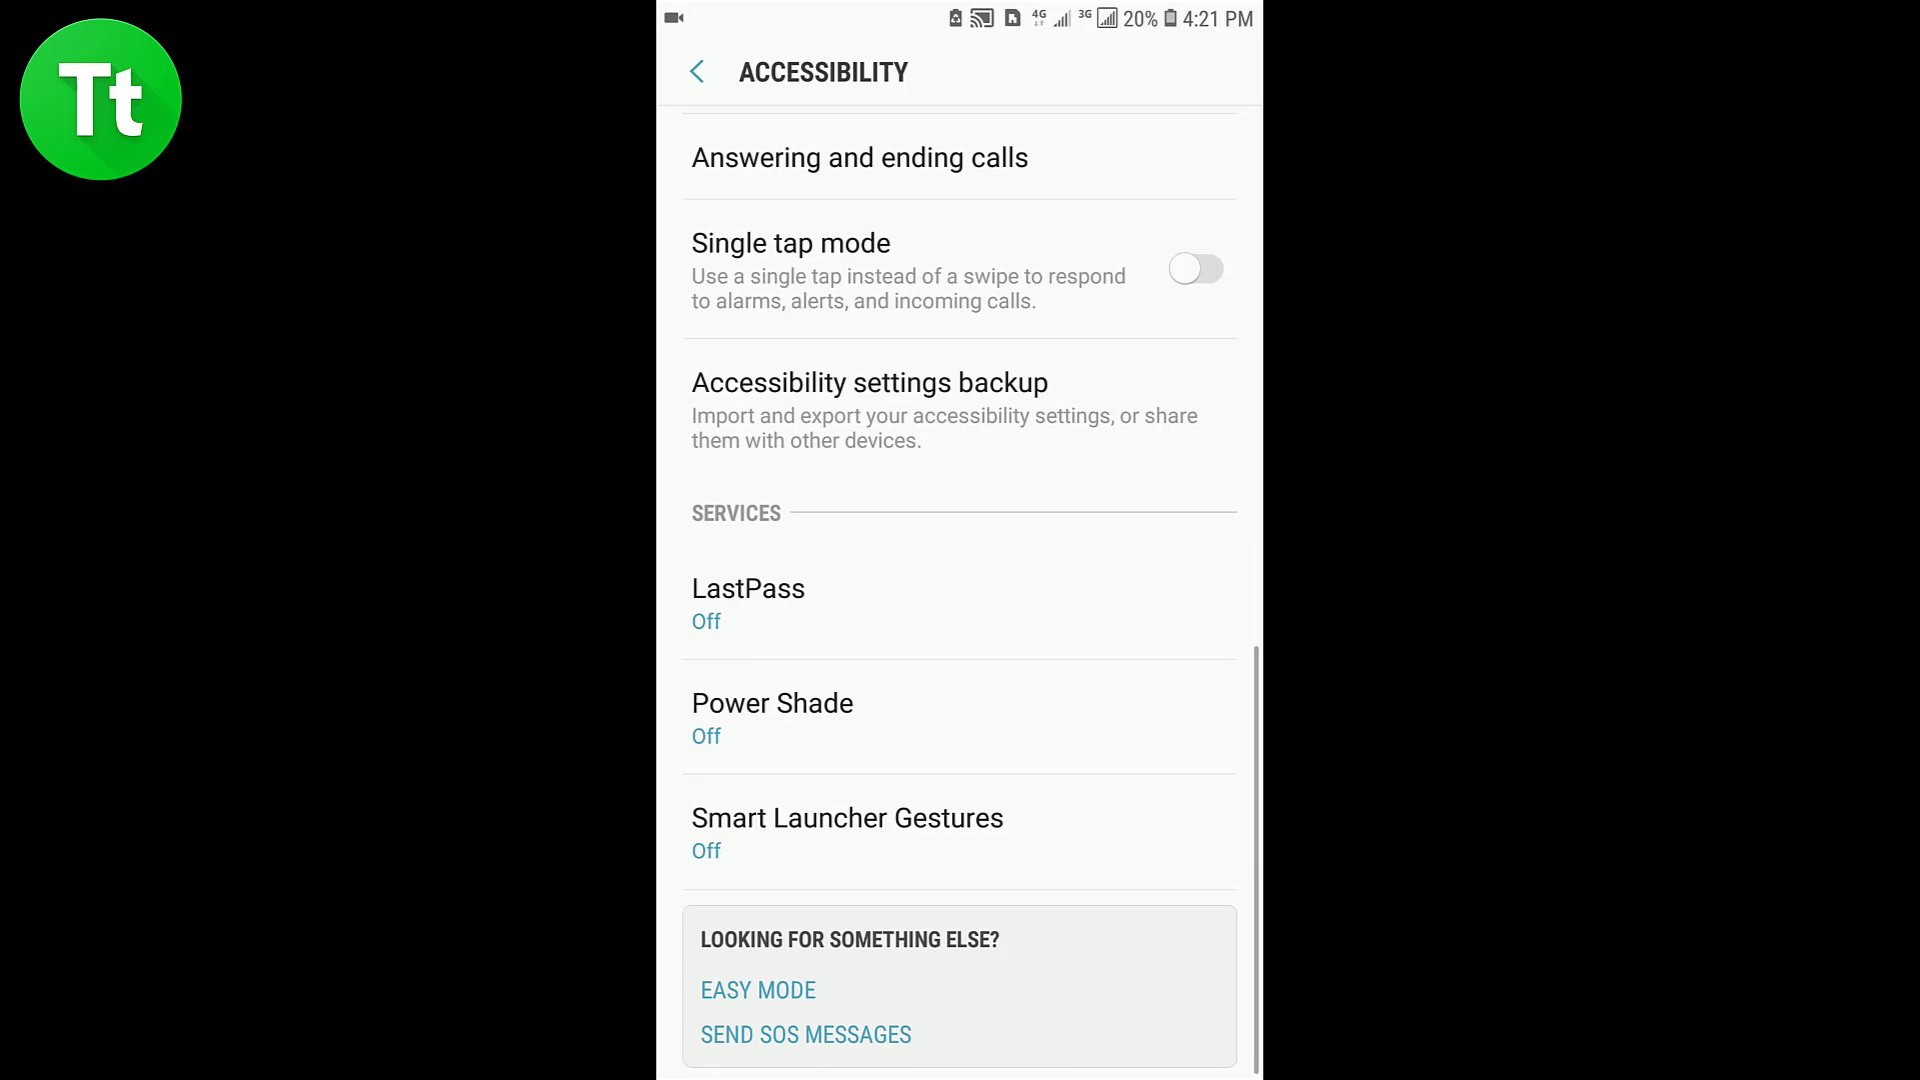 Tt
4G 3G 20% 4:21 PM
ACCESSIBILITY
Answering and ending calls
Single tap mode
Use a single tap instead of a swipe to respond
to alarms, alerts, and incoming calls.
Accessibility settings backup
Import and export your accessibility settings, or share
them with other devices.
SERVICES
LastPass
Off
Power Shade
Off
Smart Launcher Gestures
Off
LOOKING FOR SOMETHING ELSE?
EASY MODE
SEND SOS MESSAGES